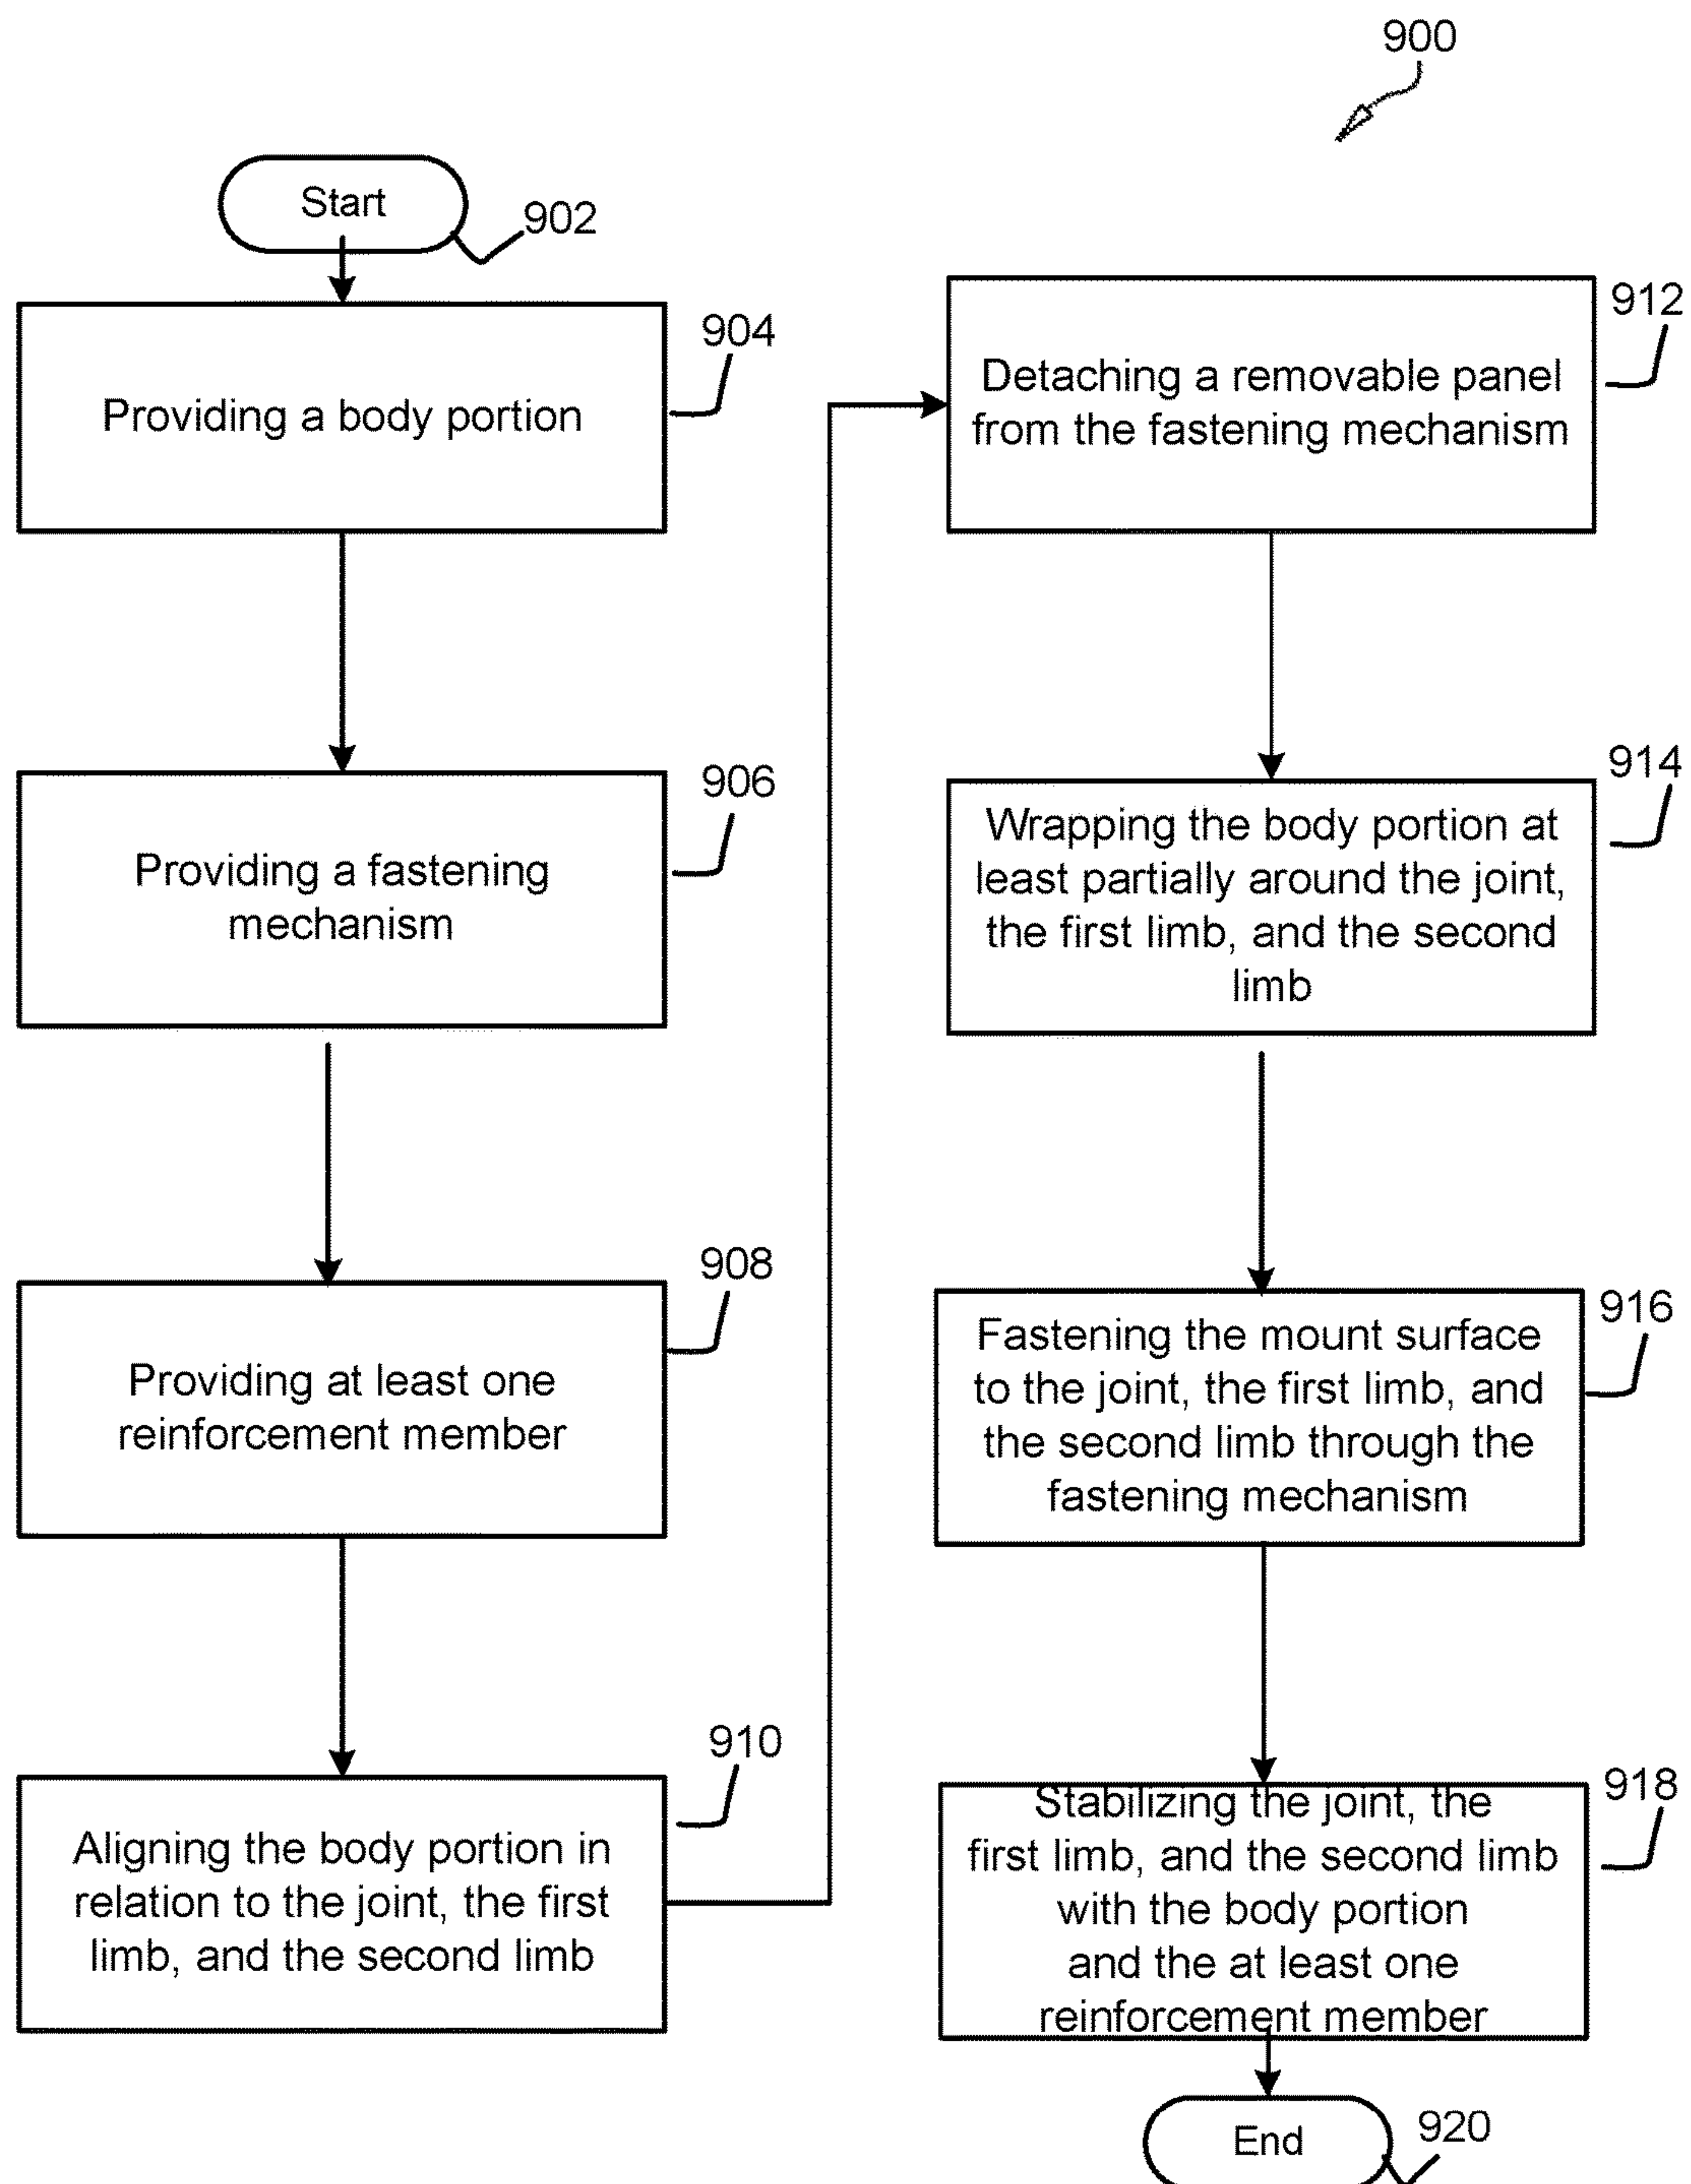 900
Start
902
Providing a body portion
904
Providing a fastening
mechanism
906
Providing at least one
reinforcement member
908
Aligning the body portion in
relation to the joint, the first
limb, and the second limb
910
Detaching a removable panel
from the fastening mechanism
912
Wrapping the body portion at
least partially around the joint,
the first limb, and the second
limb
914
Fastening the mount surface
to the joint, the first limb, and
the second limb through the
fastening mechanism
916
Stabilizing the joint, the
first limb, and the second limb
with the body portion
and the at least one
reinforcement member
918
End
920